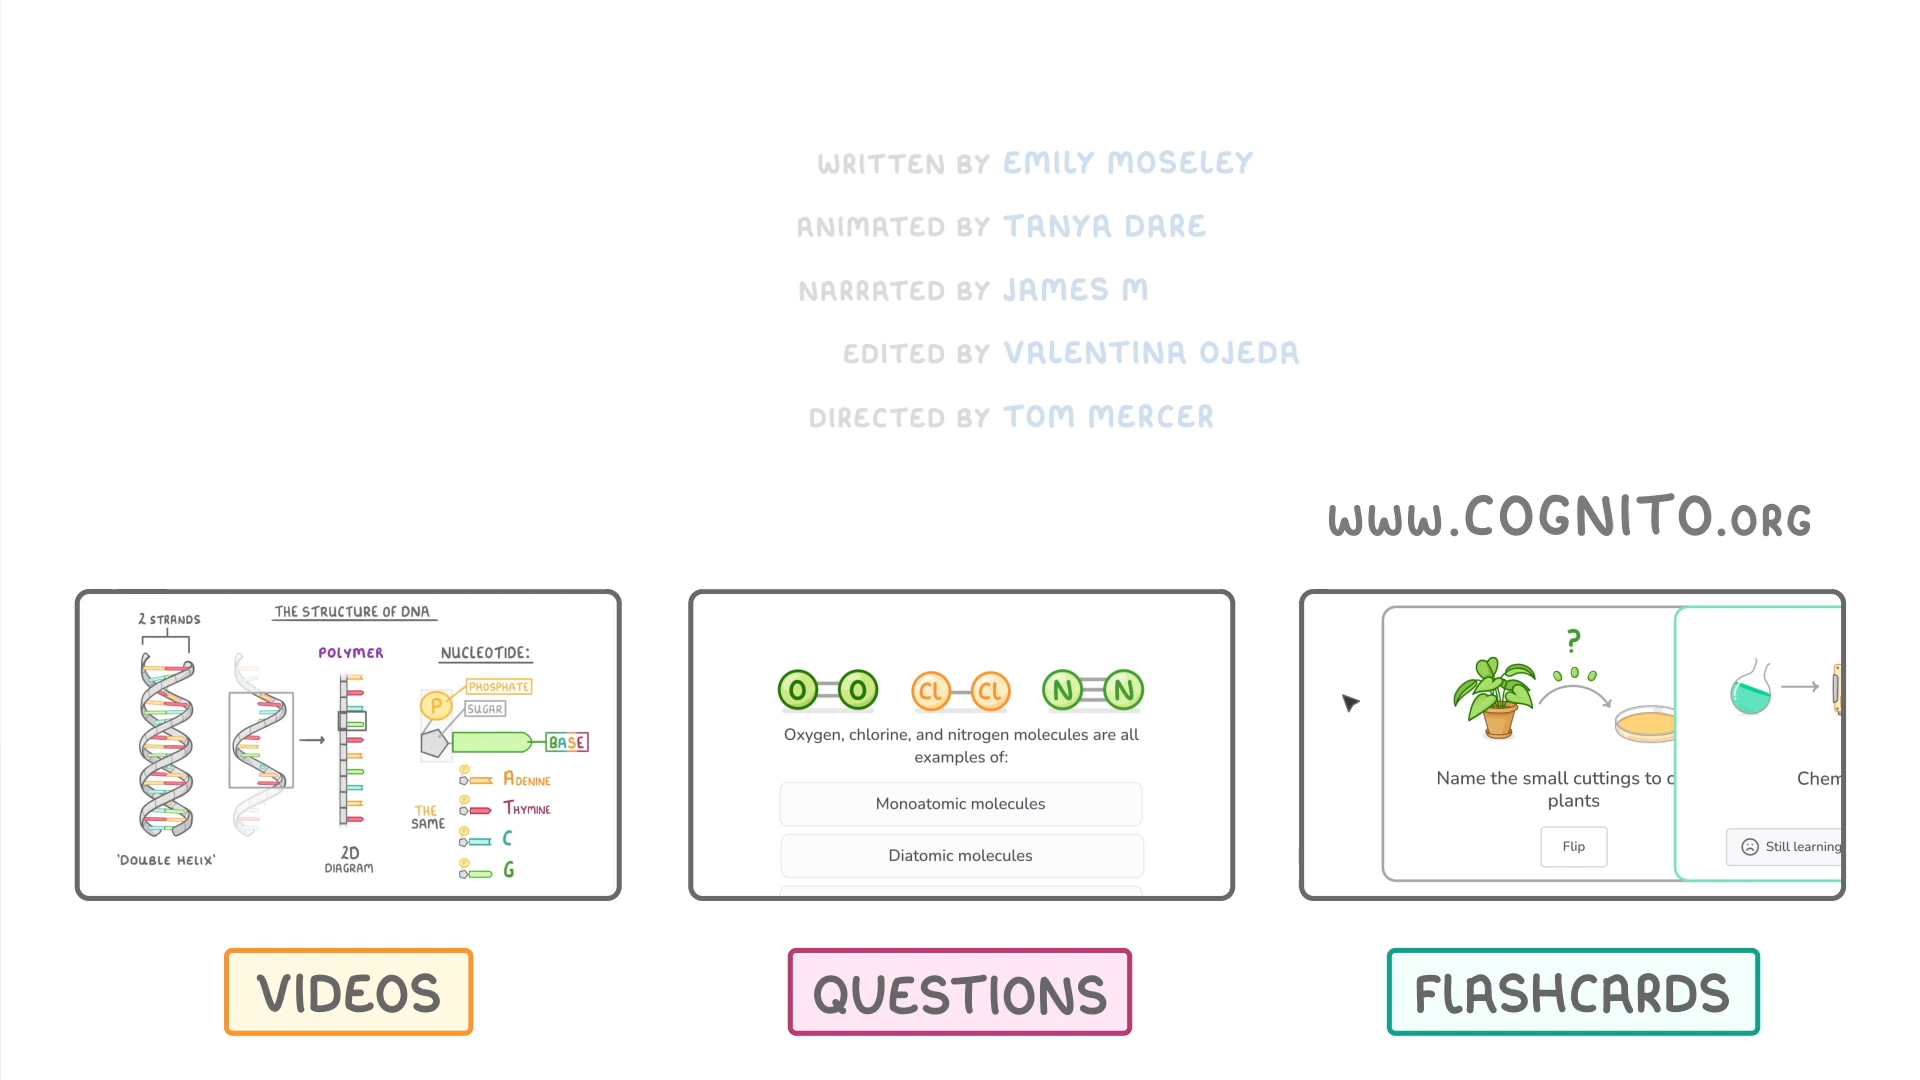 WRITTEN BY EMILY MOSELEY
ANIMATED BY TANYA DARE
NARRATED BY JAMES M
EDITED BY VALENTINA OJEDA
DIRECTED BY TOM MERCER
www.COGNITO.ORG
THE STRUCTURE OF DNA
2 STRANDS
POLYMER
NUCLEOTIDE:
PHOSPHATE
P
SUGAR
BASE
ADENINE
THYMINE
THE SAME
C
G
'DOUBLE HELIX'
2D
DIAGRAM
O O Cl Cl N N
Oxygen, chlorine, and nitrogen molecules are all
examples of:
Monoatomic molecules
Diatomic molecules
?
Name the small cuttings to c
plants
Flip
Chem
Still learning
VIDEOS
QUESTIONS
FLASHCARDS